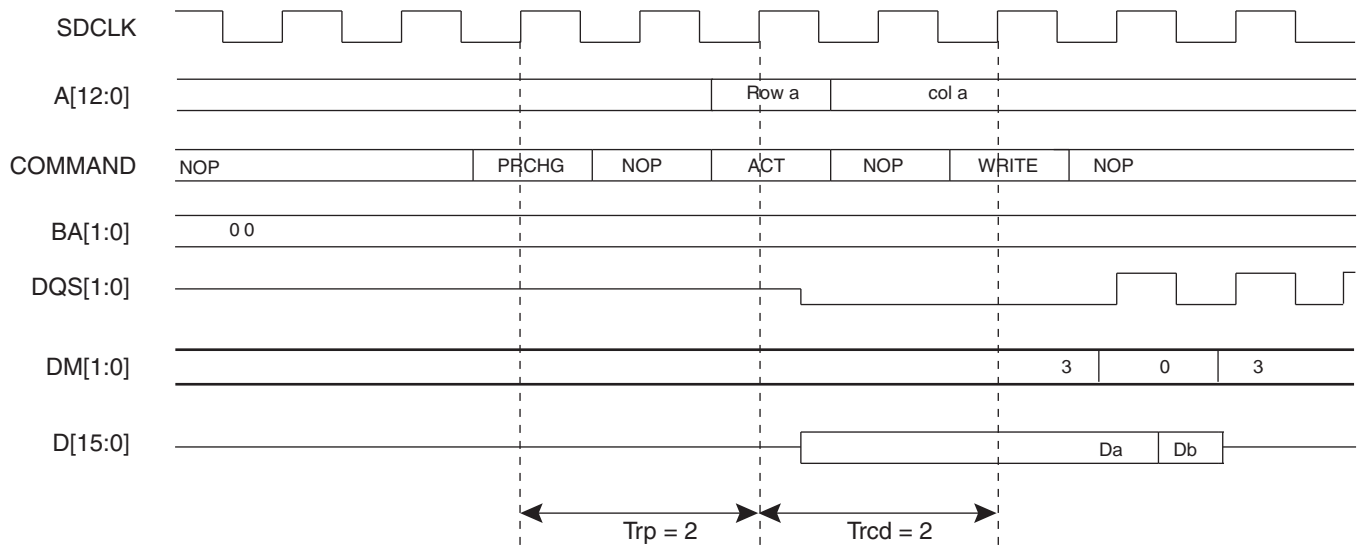 SDCLK
A[12:0] Row a col a
COMMAND NOP PRCHG NOP ACT NOP WRITE NOP
BA[1:0] 0 0
DQS[1:0]
DM[1:0] 3 0 3
D[15:0] Da Db
Trp = 2 Trcd = 2